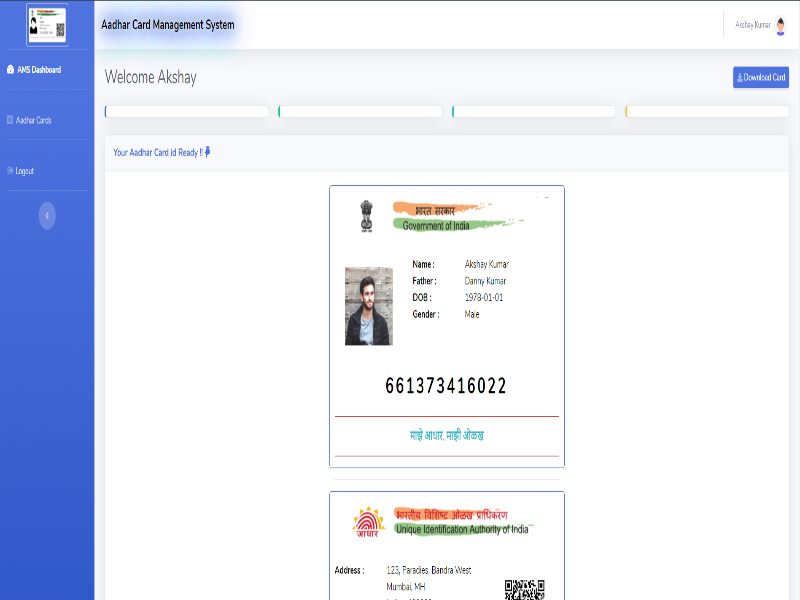 Aadhar Card Management System
Akshay Kumar
AMS Dashboard
Aadhar Cards
Logout
Welcome Akshay
Download Card
Your Aadhar Card Id Ready !!
भारत सरकार
Government of India
Name : Akshay Kumar
Father : Danny Kumar
DOB : 1978-01-01
Gender : Male
661373416022
माझे आधार, माझी ओळख
भारतीय विशिष्ट ओळख प्राधिकरण
Unique Identification Authority of India
आधार
Address : 123, Paradies, Bandra West
Mumbai, MH